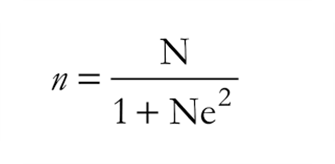 n = N / (1 + Ne²)